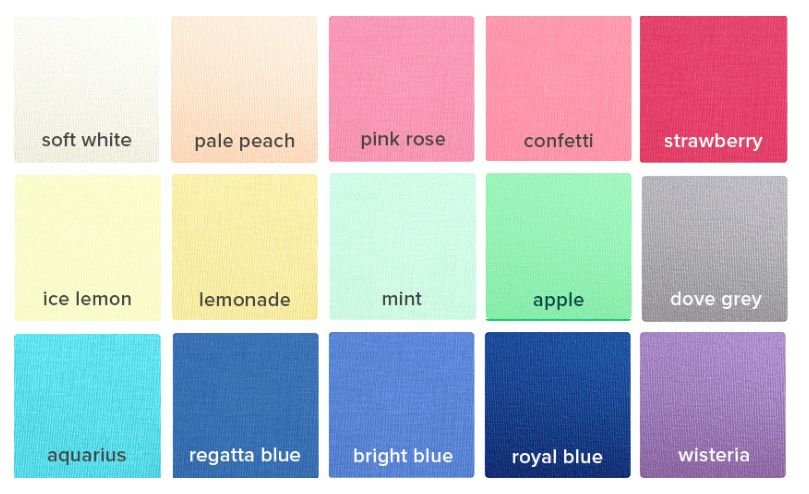 soft white
pale peach
pink rose
confetti
strawberry
ice lemon
lemonade
mint
apple
dove grey
aquarius
regatta blue
bright blue
royal blue
wisteria